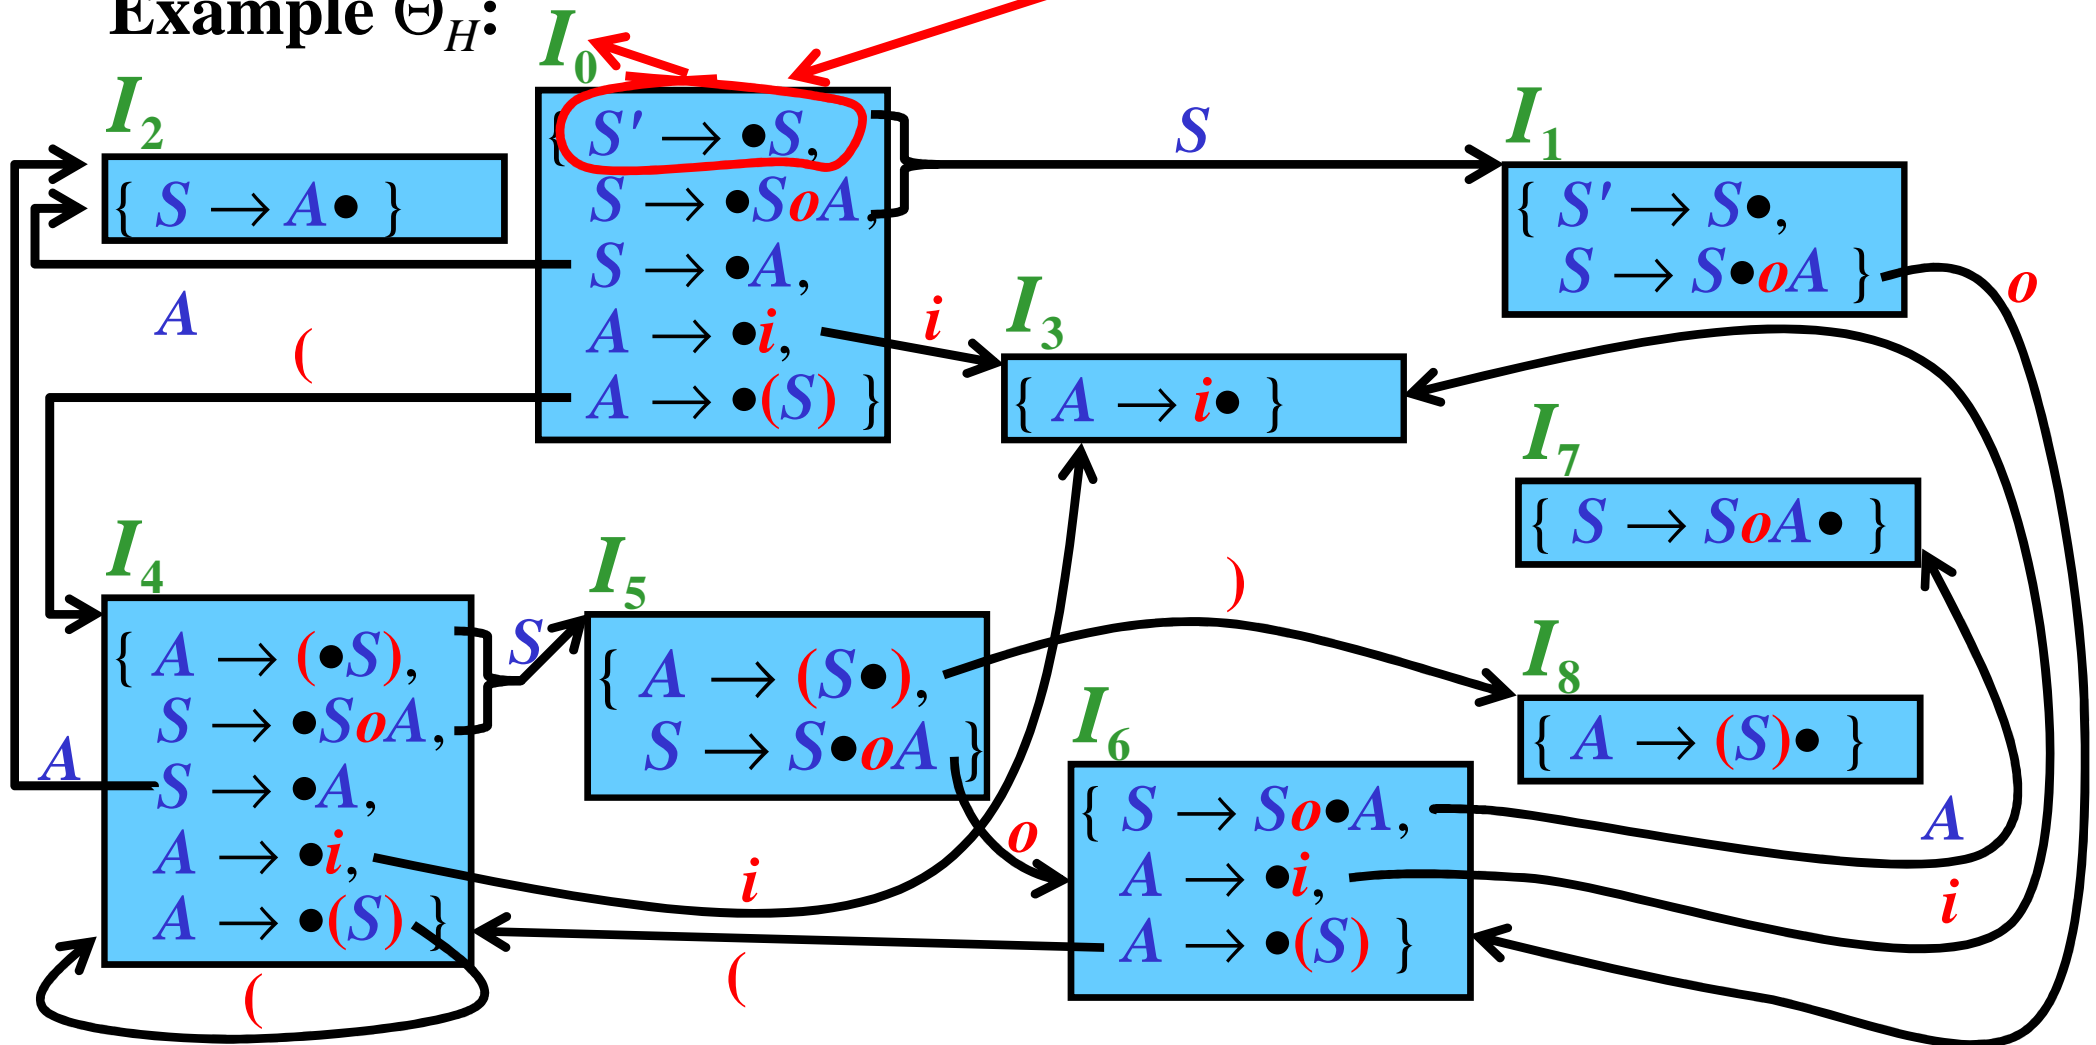 Example Θ_H:
I_0
{ S' → •S,
S → •SoA,
S → •A,
A → •i,
A → •(S) }
I_2
{ S → A• }
S
I_1
{ S' → S•,
S → S•oA }
o
A
(
i
I_3
{ A → i• }
I_7
{ S → SoA• }
I_4
{ A → (•S),
S → •SoA,
S → •A,
A → •i,
A → •(S) }
S
I_5
{ A → (S•),
S → S•oA }
)
I_8
{ A → (S)• }
A
I_6
{ S → So•A,
A → •i,
A → •(S) }
o
i
A
i
(
(